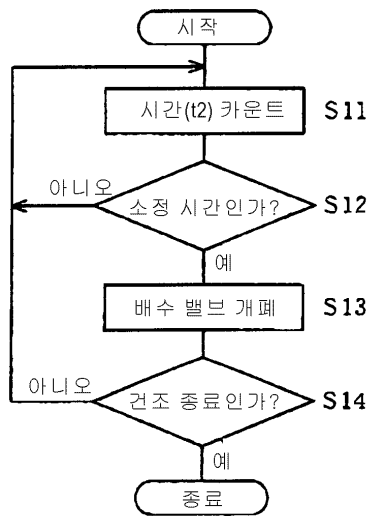 시작
시간(t2) 카운트 S11
아니오
소정 시간인가? S12
예
배수 밸브 개폐 S13
아니오
건조 종료인가? S14
예
종료